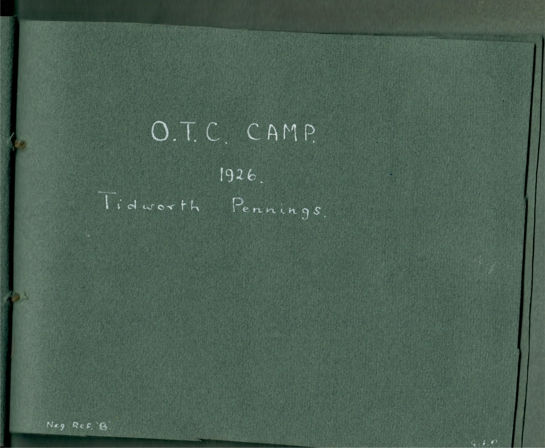 O.T.C. CAMP.
1926.
Tidworth Pennings.
Neg Ref. 'B'